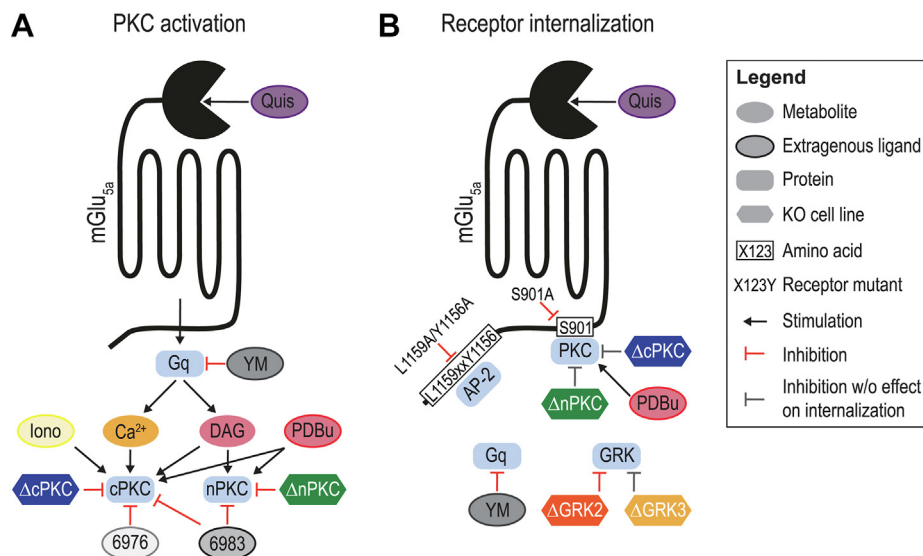 A PKC activation
Quis
mGlu5a
Gq
YM
Iono
Ca2+
DAG
PDBu
ΔcPKC
cPKC
nPKC
ΔnPKC
6976
6983
B Receptor internalization
Quis
mGlu5a
S901A
L1159A/Y1156A
S901
L1159xxY1156
AP-2
PKC
ΔcPKC
ΔnPKC
PDBu
Gq
GRK
YM
ΔGRK2
ΔGRK3
Legend
Metabolite
Extragenous ligand
Protein
KO cell line
X123 Amino acid
X123Y Receptor mutant
Stimulation
Inhibition
Inhibition w/o effect
on internalization